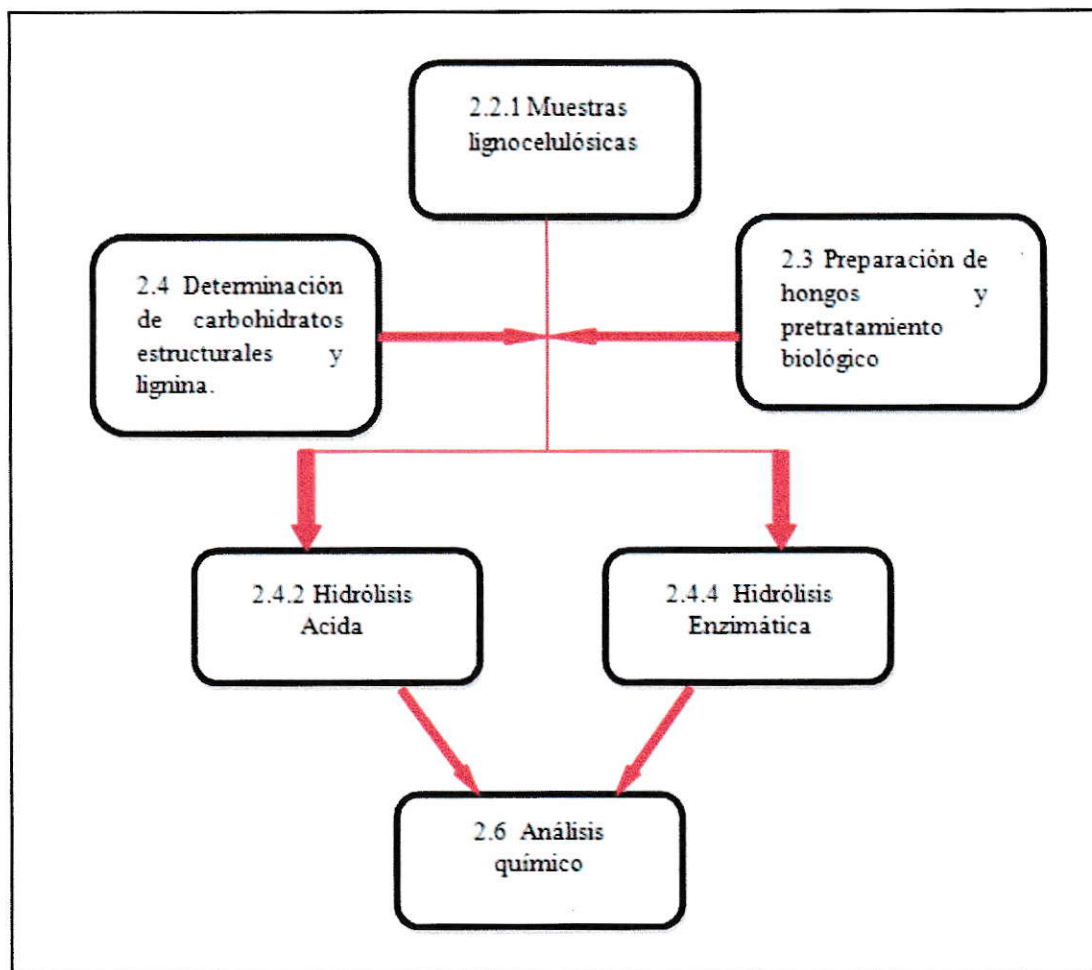 2.2.1 Muestras
lignocelulósicas
2.4 Determinación
de carbohidratos
estructurales y
lignina.
2.3 Preparación de
hongos y
pretratamiento
biológico
2.4.2 Hidrólisis
Acida
2.4.4 Hidrólisis
Enzimática
2.6 Análisis
químico